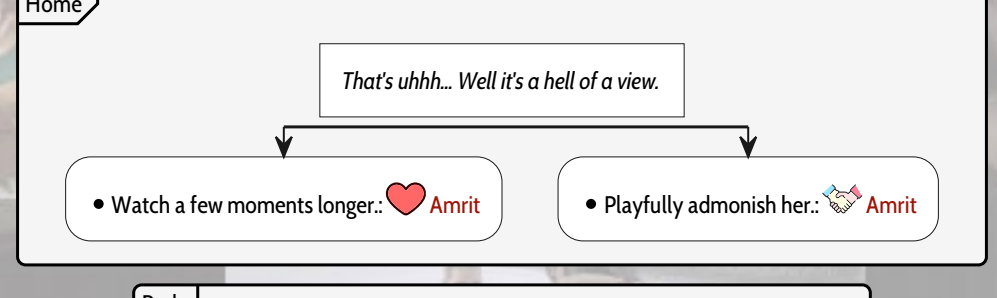 Home
That's uhhh... Well it's a hell of a view.
• Watch a few moments longer.: Amrit
• Playfully admonish her.: Amrit